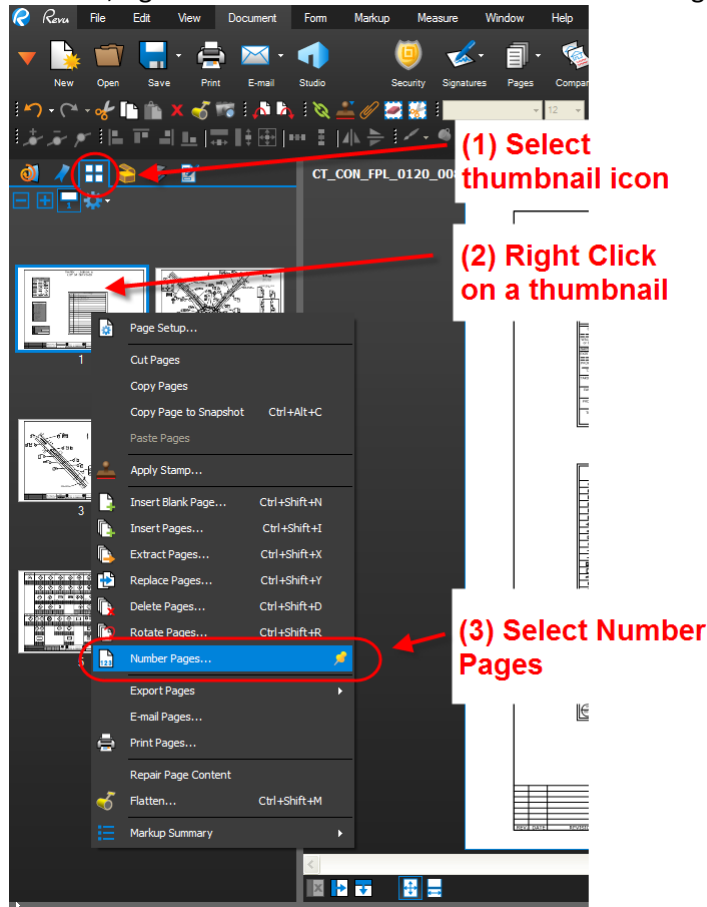 Revu File Edit View Document Form Markup Measure Window Help
New Open Save Print E-mail Studio Security Signatures Pages Compar
12
(1) Select
thumbnail icon
CT_CON_FPL_0120_00
(2) Right Click
on a thumbnail
1
Page Setup...
Cut Pages
Copy Pages
Copy Page to Snapshot Ctrl+Alt+C
Paste Pages
Apply Stamp...
3
Insert Blank Page... Ctrl+Shift+N
Insert Pages... Ctrl+Shift+I
Extract Pages... Ctrl+Shift+X
Replace Pages... Ctrl+Shift+Y
Delete Pages... Ctrl+Shift+D
Rotate Pages... Ctrl+Shift+R
(3) Select Number
Pages
5
Number Pages...
Export Pages
E-mail Pages...
Print Pages...
Repair Page Content
Flatten... Ctrl+Shift+M
Markup Summary